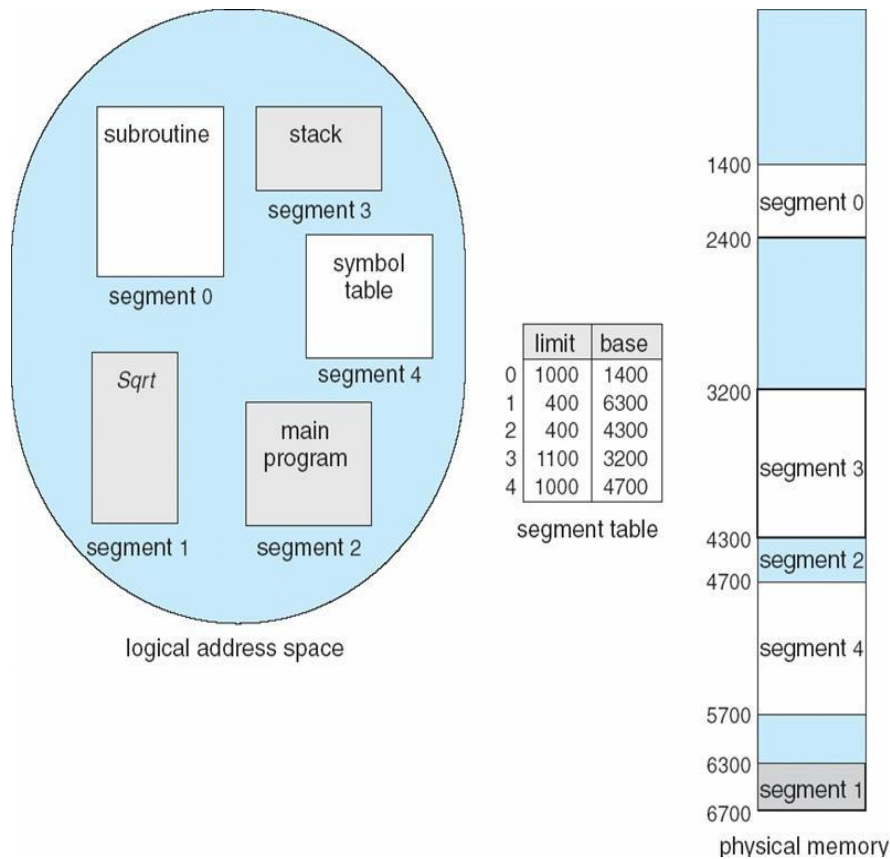 subroutine
stack
segment 3
segment 0
symbol
table
segment 4
Sqrt
segment 1
main
program
segment 2
logical address space
limit base
0 1000 1400
1 400 6300
2 400 4300
3 1100 3200
4 1000 4700
segment table
1400
segment 0
2400
3200
segment 3
4300
segment 2
4700
segment 4
5700
6300
segment 1
6700
physical memory